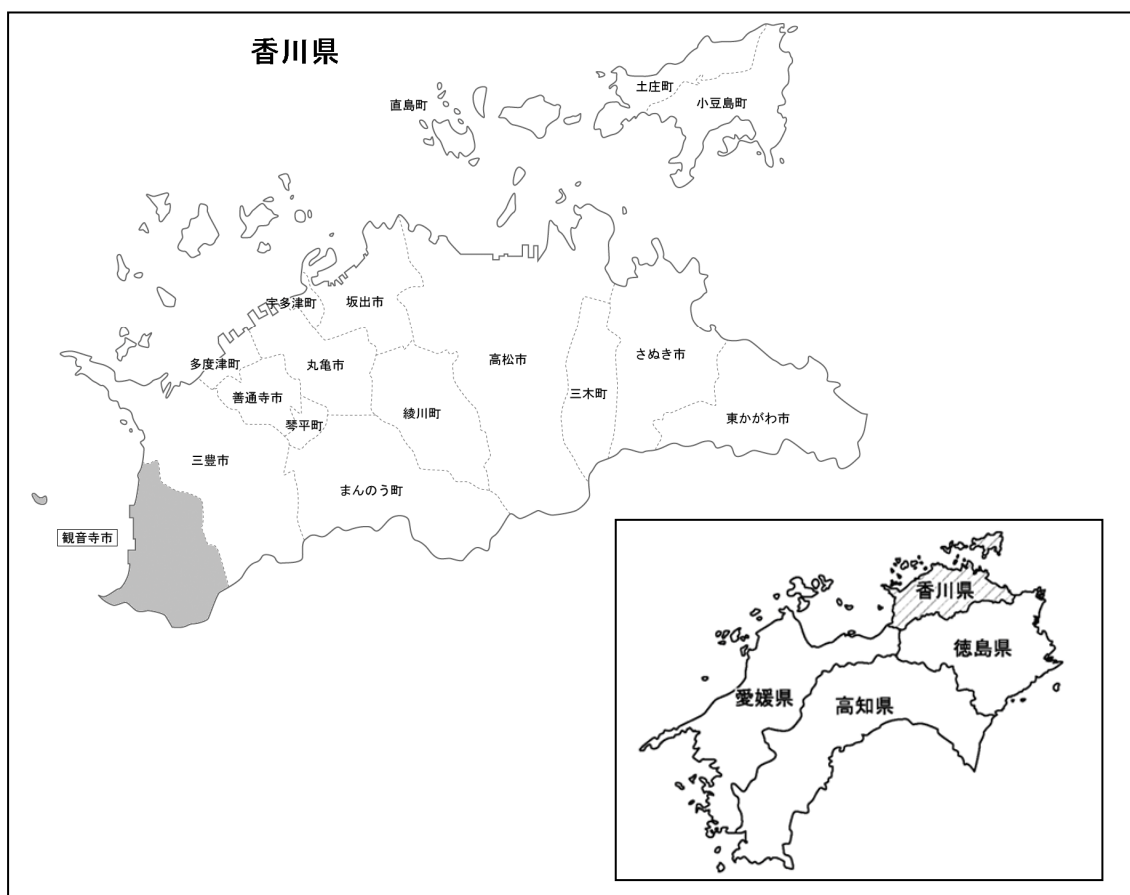 香川県
土庄町
小豆島町
直島町
宇多津町
坂出市
多度津町
丸亀市
高松市
さぬき市
善通寺市
三木町
綾川町
東かがわ市
琴平町
三豊市
まんのう町
観音寺市
香川県
徳島県
愛媛県
高知県